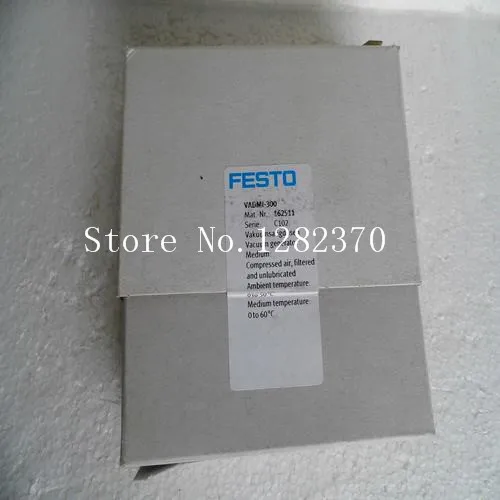 FESTO
VADMI-300
Mat. Nr. 162511
Serie C102
Store No.:1282370
Vacuum generator
Medium:
Compressed air, filtered
and unlubricated
Ambient temperature:
Medium temperature:
0 to 60°C